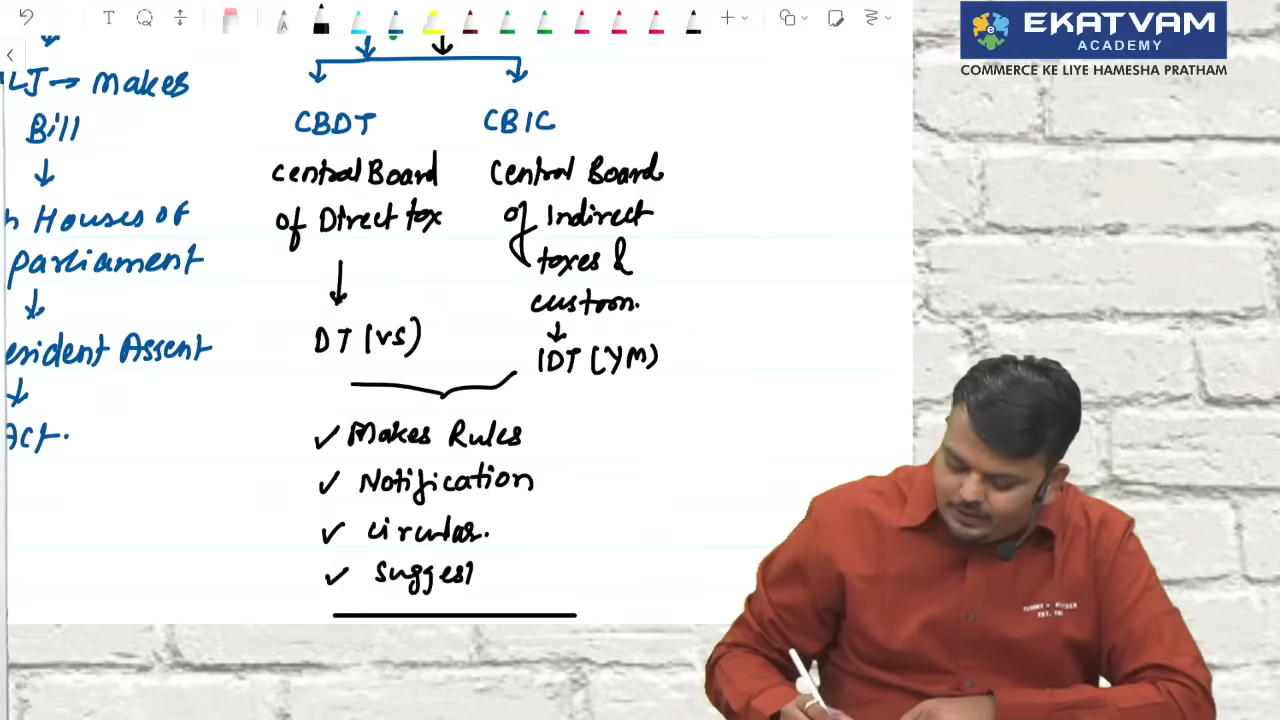 EKATVAM
ACADEMY
COMMERCE KE LIYE HAMESHA PRATHAM
LJ → Makes
Bill
↓
Houses of
parliament
↓
esident Assent
↓
Act.
CBDT
central Board
of Direct tax
↓
DT (VS)
CBIC
Central Board
of Indirect
taxes &
custom.
↓
IDT (YM)
✓ Makes Rules
✓ Notification
✓ circular.
✓ suggest